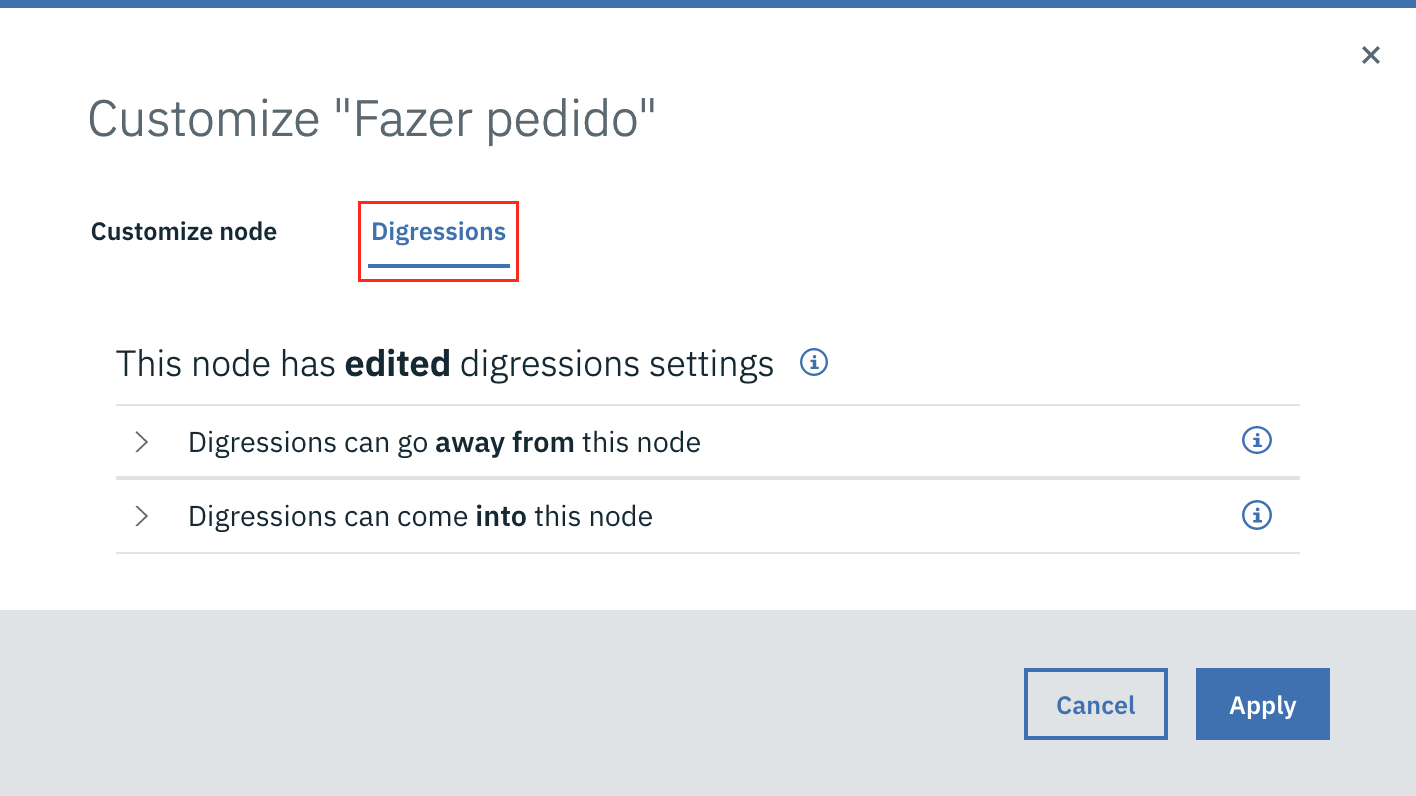 Customize "Fazer pedido"
Customize node
Digressions
This node has edited digressions settings
Digressions can go away from this node
Digressions can come into this node
Cancel
Apply